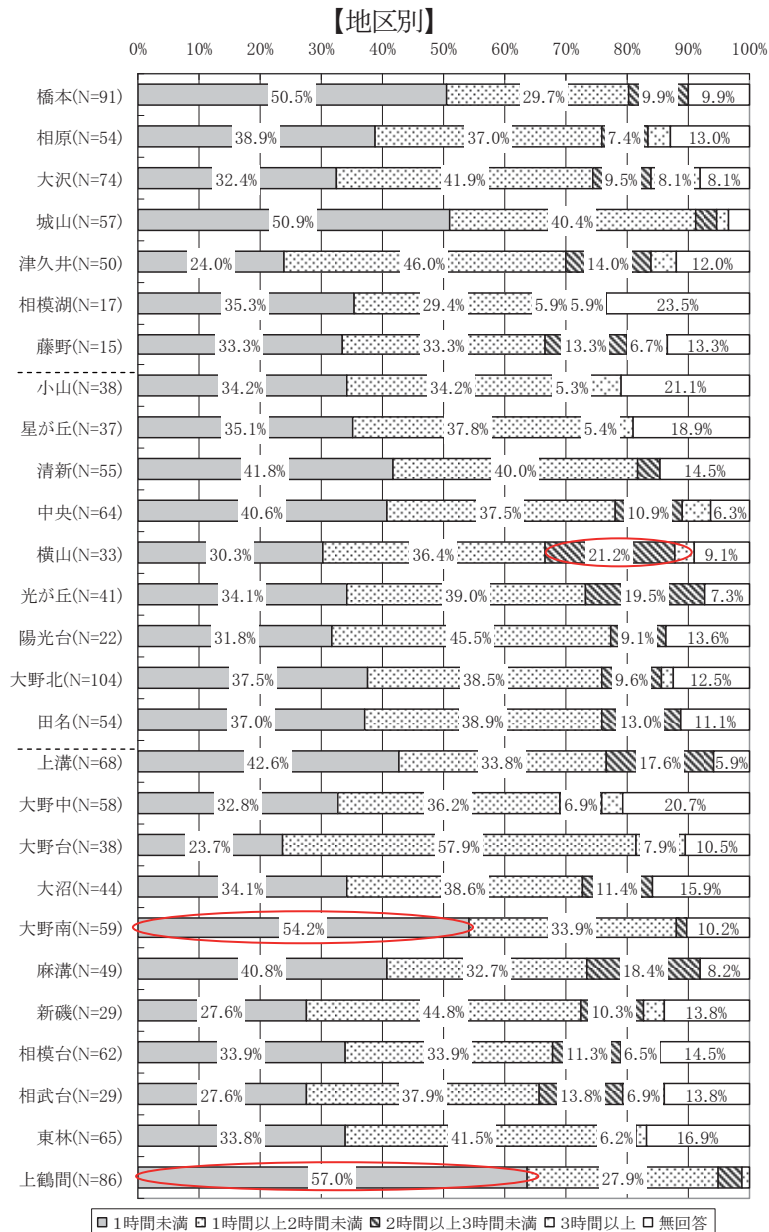 【地区別】
0% 10% 20% 30% 40% 50% 60% 70% 80% 90% 100%
橋本(N=91) 50.5% 29.7% 9.9% 9.9%
相原(N=54) 38.9% 37.0% 7.4% 13.0%
大沢(N=74) 32.4% 41.9% 9.5% 8.1% 8.1%
城山(N=57) 50.9% 40.4%
津久井(N=50) 24.0% 46.0% 14.0% 12.0%
相模湖(N=17) 35.3% 29.4% 5.9% 5.9% 23.5%
藤野(N=15) 33.3% 33.3% 13.3% 6.7% 13.3%
小山(N=38) 34.2% 34.2% 5.3% 21.1%
星が丘(N=37) 35.1% 37.8% 5.4% 18.9%
清新(N=55) 41.8% 40.0% 14.5%
中央(N=64) 40.6% 37.5% 10.9% 6.3%
横山(N=33) 30.3% 36.4% 21.2% 9.1%
光が丘(N=41) 34.1% 39.0% 19.5% 7.3%
陽光台(N=22) 31.8% 45.5% 9.1% 13.6%
大野北(N=104) 37.5% 38.5% 9.6% 12.5%
田名(N=54) 37.0% 38.9% 13.0% 11.1%
上溝(N=68) 42.6% 33.8% 17.6% 5.9%
大野中(N=58) 32.8% 36.2% 6.9% 20.7%
大野台(N=38) 23.7% 57.9% 7.9% 10.5%
大沼(N=44) 34.1% 38.6% 11.4% 15.9%
大野南(N=59) 54.2% 33.9% 10.2%
麻溝(N=49) 40.8% 32.7% 18.4% 8.2%
新磯(N=29) 27.6% 44.8% 10.3% 13.8%
相模台(N=62) 33.9% 33.9% 11.3% 6.5% 14.5%
相武台(N=29) 27.6% 37.9% 13.8% 6.9% 13.8%
東林(N=65) 33.8% 41.5% 6.2% 16.9%
上鶴間(N=86) 57.0% 27.9%
1時間未満 1時間以上2時間未満 2時間以上3時間未満 3時間以上 無回答